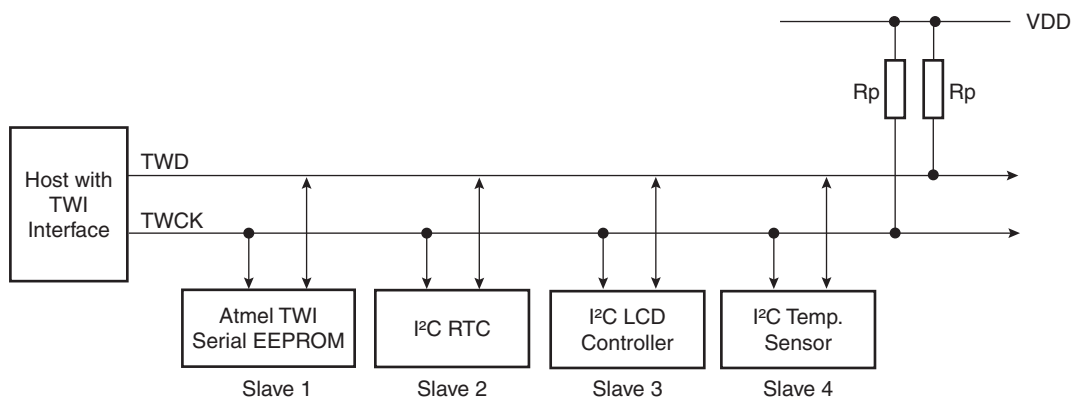 VDD
Rp
Rp
Host with
TWI
Interface
TWD
TWCK
Atmel TWI
Serial EEPROM
Slave 1
I²C RTC
Slave 2
I²C LCD
Controller
Slave 3
I²C Temp.
Sensor
Slave 4